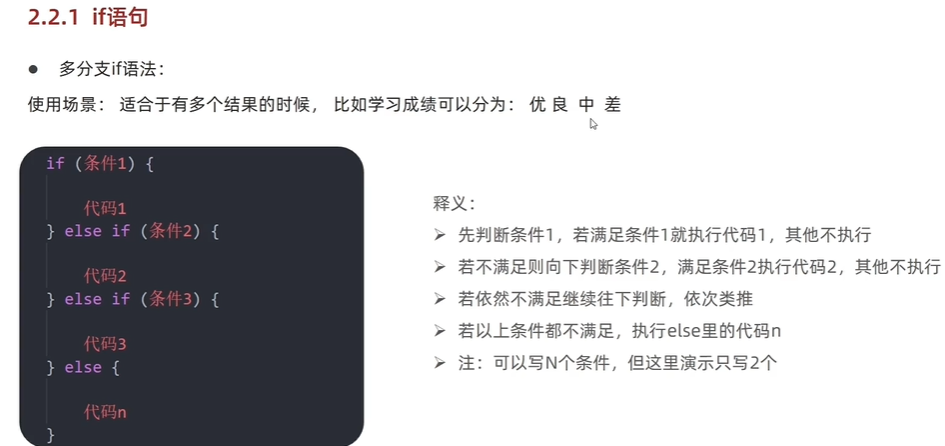 2.2.1 if语句
● 多分支if语法：
使用场景： 适合于有多个结果的时候， 比如学习成绩可以分为： 优 良 中 差
if (条件1) {
代码1
} else if (条件2) {
代码2
} else if (条件3) {
代码3
} else {
代码n
}
释义：
➢ 先判断条件1，若满足条件1就执行代码1，其他不执行
➢ 若不满足则向下判断条件2，满足条件2执行代码2，其他不执行
➢ 若依然不满足继续往下判断，依次类推
➢ 若以上条件都不满足，执行else里的代码n
➢ 注：可以写N个条件，但这里演示只写2个